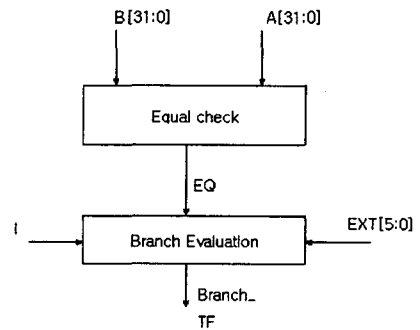 B[31:0] A[31:0]
Equal check
EQ
I EXT[5:0]
Branch Evaluation
Branch_
TF